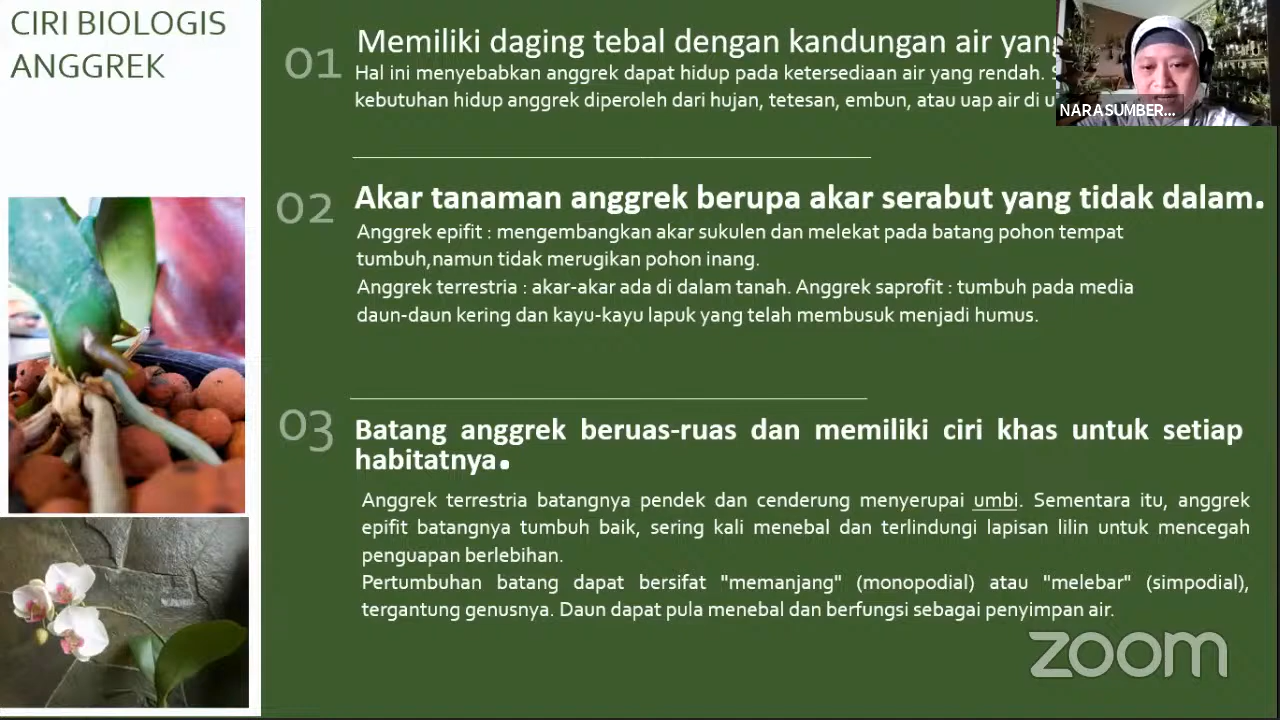 CIRI BIOLOGIS
ANGGREK
01
Memiliki daging tebal dengan kandungan air yang
Hal ini menyebabkan anggrek dapat hidup pada ketersediaan air yang rendah.
kebutuhan hidup anggrek diperoleh dari hujan, tetesan, embun, atau uap air di
NARASUMBER...
02
Akar tanaman anggrek berupa akar serabut yang tidak dalam.
Anggrek epifit : mengembangkan akar sukulen dan melekat pada batang pohon tempat
tumbuh,namun tidak merugikan pohon inang.
Anggrek terrestria : akar-akar ada di dalam tanah. Anggrek saprofit : tumbuh pada media
daun-daun kering dan kayu-kayu lapuk yang telah membusuk menjadi humus.
03
Batang anggrek beruas-ruas dan memiliki ciri khas untuk setiap
habitatnya.
Anggrek terrestria batangnya pendek dan cenderung menyerupai umbi. Sementara itu, anggrek
epifit batangnya tumbuh baik, sering kali menebal dan terlindungi lapisan lilin untuk mencegah
penguapan berlebihan.
Pertumbuhan batang dapat bersifat "memanjang" (monopodial) atau "melebar" (simpodial),
tergantung genusnya. Daun dapat pula menebal dan berfungsi sebagai penyimpan air.
zoom